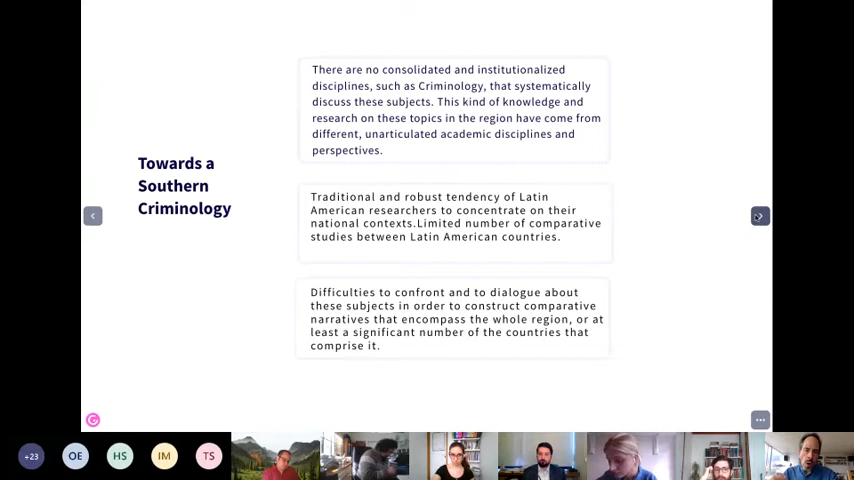 There are no consolidated and institutionalized
disciplines, such as Criminology, that systematically
discuss these subjects. This kind of knowledge and
research on these topics in the region have come from
different, unarticulated academic disciplines and
perspectives.
Towards a
Southern
Criminology
Traditional and robust tendency of Latin
American researchers to concentrate on their
national contexts.Limited number of comparative
studies between Latin American countries.
Difficulties to confront and to dialogue about
these subjects in order to construct comparative
narratives that encompass the whole region, or at
least a significant number of the countries that
comprise it.
+23
OE
HS
IM
TS